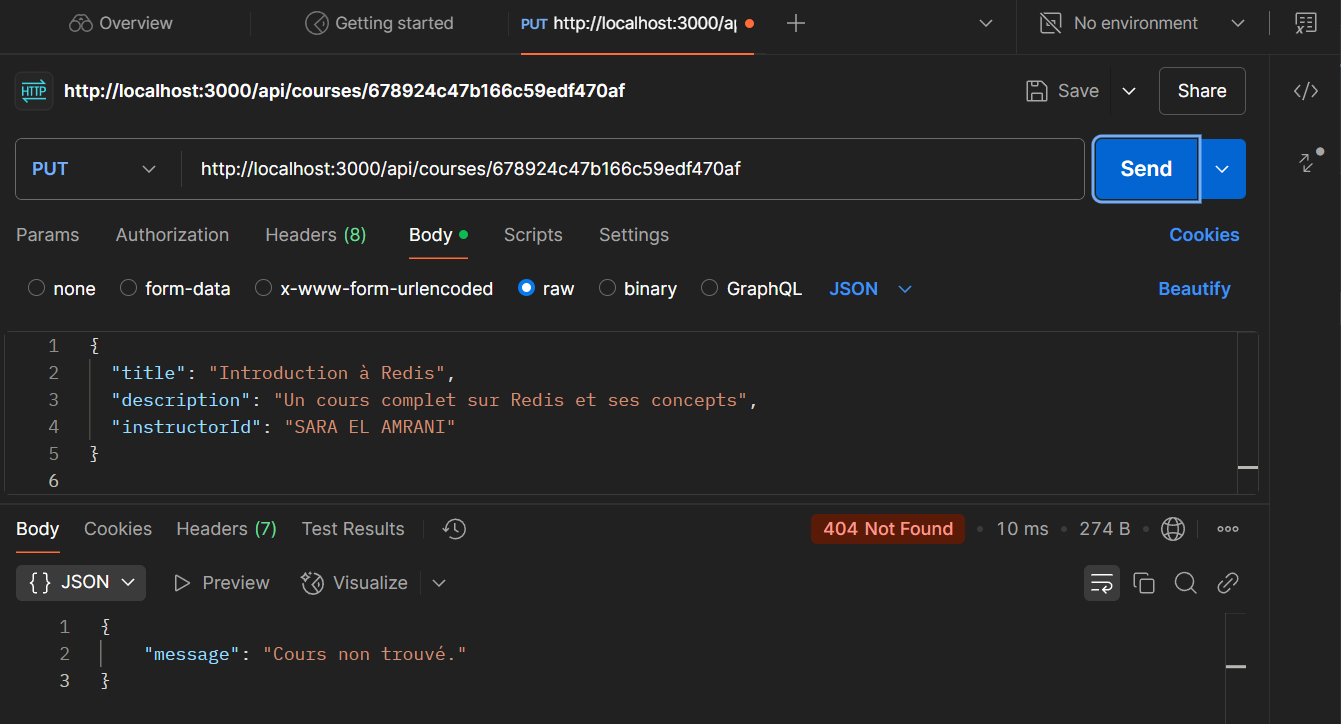 Overview
Getting started
PUT http://localhost:3000/ap
No environment
HTTP http://localhost:3000/api/courses/678924c47b166c59edf470af
Save
Share
PUT
http://localhost:3000/api/courses/678924c47b166c59edf470af
Send
Params Authorization Headers (8) Body Scripts Settings Cookies
none form-data x-www-form-urlencoded raw binary GraphQL JSON Beautify
1 {
2 "title": "Introduction à Redis",
3 "description": "Un cours complet sur Redis et ses concepts",
4 "instructorId": "SARA EL AMRANI"
5 }
6
Body Cookies Headers (7) Test Results 404 Not Found 10 ms 274 B
{} JSON Preview Visualize
1 {
2 "message": "Cours non trouvé."
3 }